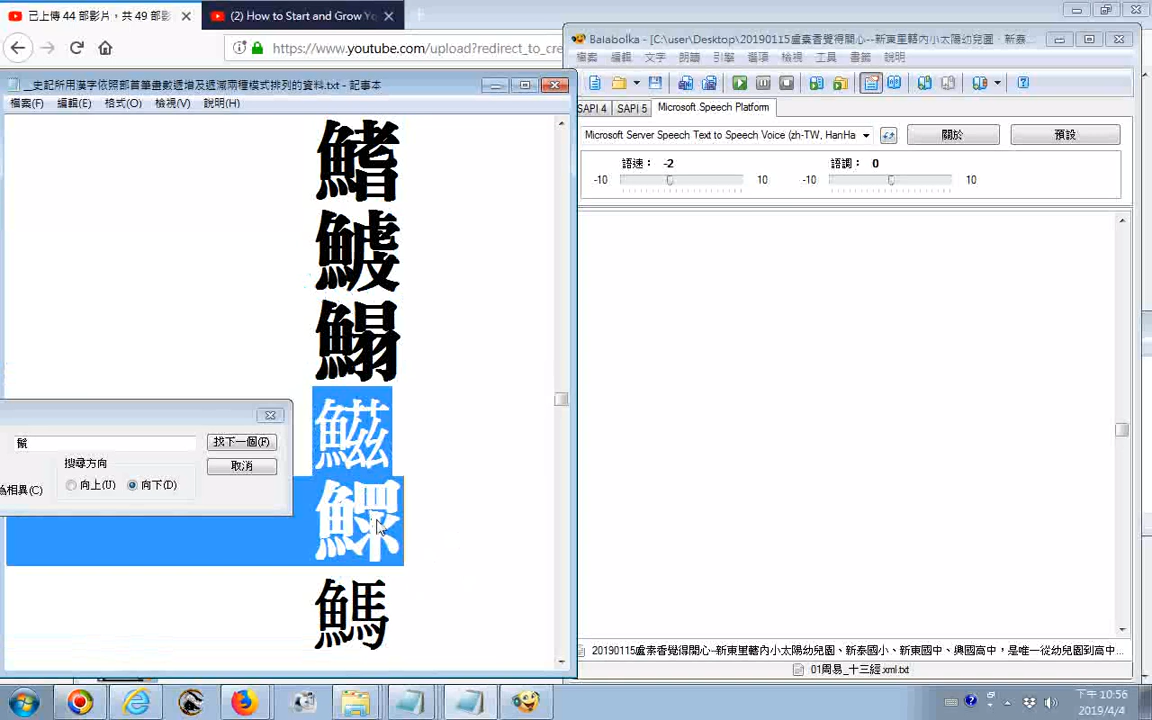 已上傳 44 部影片，共 49 部影
(2) How to Start and Grow Yo
https://www.youtube.com/upload?redirect_to_cre
__史記所用漢字依照部首筆畫數遞增及遞減兩種模式排列的資料.txt - 記事本
檔案(F) 編輯(E) 格式(O) 檢視(V) 說明(H)
鰭
鯱
鰨
鰦
鰥
鰢
找下一個(F)
搜尋方向
取消
為相異(C)
向上(U) 向下(D)
Balabolka - [C:\user\Desktop\20190115盧素香覺得開心--新東里轄內小太陽幼兒園、新泰...
檔案 編輯 文字 朗讀 引擎 選項 檢視 工具 書籤 說明
SAPI 4 SAPI 5 Microsoft Speech Platform
Microsoft Server Speech Text to Speech Voice (zh-TW, HanHa
關於 預設
語速： -2 語調： 0
-10 10 -10 10
20190115盧素香覺得開心--新東里轄內小太陽幼兒園、新泰國小、新東國中、興國高中，是唯一從幼兒園到高中...
01周易_十三經.xml.txt
下午 10:56
2019/4/4